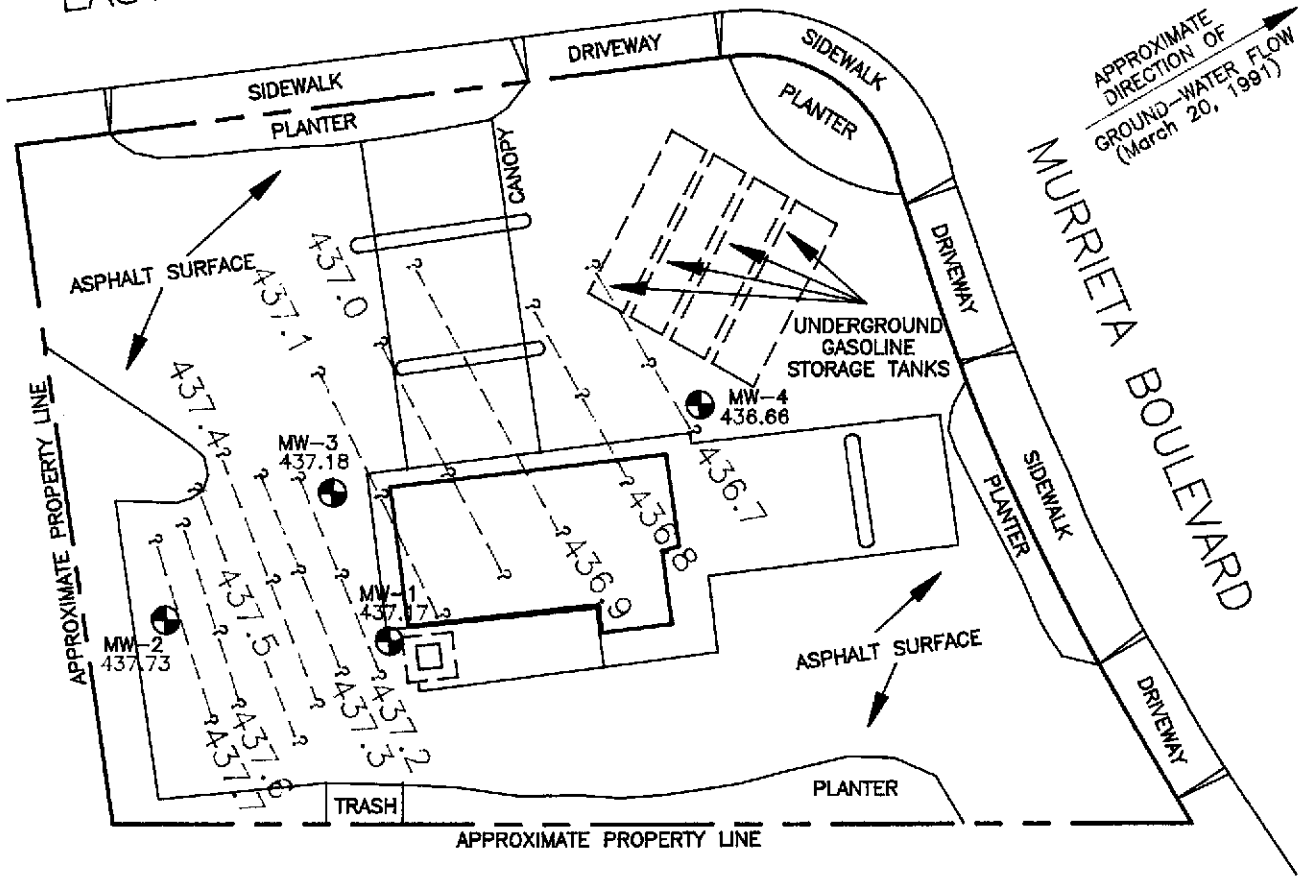 SIDEWALK
DRIVEWAY
SIDEWALK
APPROXIMATE
DIRECTION OF
GROUND-WATER FLOW
(March 20, 1991)
PLANTER
PLANTER
CANOPY
MURRIETA BOULEVARD
ASPHALT SURFACE
437.1
437.0
DRIVEWAY
UNDERGROUND
GASOLINE
STORAGE TANKS
APPROXIMATE PROPERTY LINE
437.4
MW-3
437.18
MW-4
436.66
436.7
436.8
436.9
PLANTER
SIDEWALK
MW-1
437.17
MW-2
437.73
437.5
437.6
437.7
437.3
437.2
ASPHALT SURFACE
DRIVEWAY
TRASH
PLANTER
APPROXIMATE PROPERTY LINE